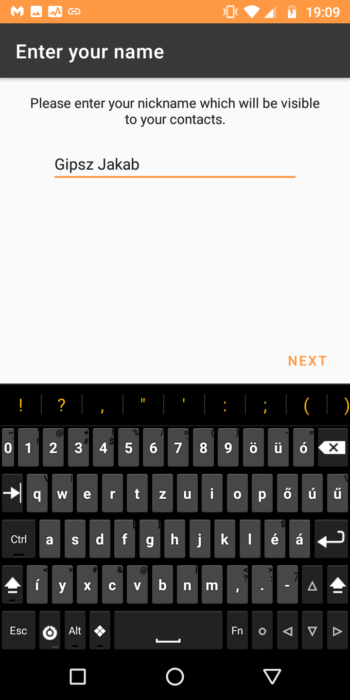 19:09
Enter your name
Please enter your nickname which will be visible
to your contacts.
Gipsz Jakab
NEXT
! ? , " ' : ; ( )
0 1 2 3 4 5 6 7 8 9 ö ü ó
q w e r t z u i o p ő ú ű
Ctrl a s d f g h j k l é á
í y x c v b n m , . -
Esc Alt Fn